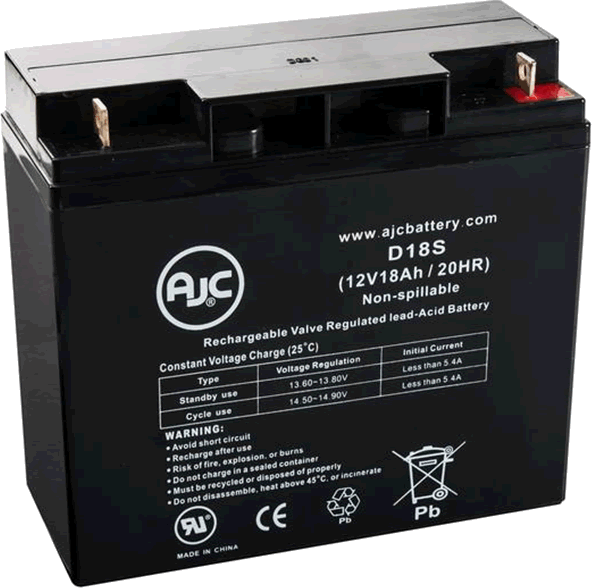 www.ajcbattery.com
D18S
(12V18Ah / 20HR)
Non-spillable
AJC®
Rechargeable Valve Regulated lead-Acid Battery
Constant Voltage Charge (25°C)
Type Voltage Regulation Initial Current
Standby use 13.60~13.80V Less than 5.4A
Cycle use 14.50~14.90V Less than 5.4A
WARNING:
• Avoid short circuit
• Recharge after use
• Risk of fire, explosion. or burns
• Do not charge in a sealed container
• Must be recycled or disposed of properly
• Do not disassemble, heat above 45°C. or incinerate
CE
Pb
Pb
MADE IN CHINA